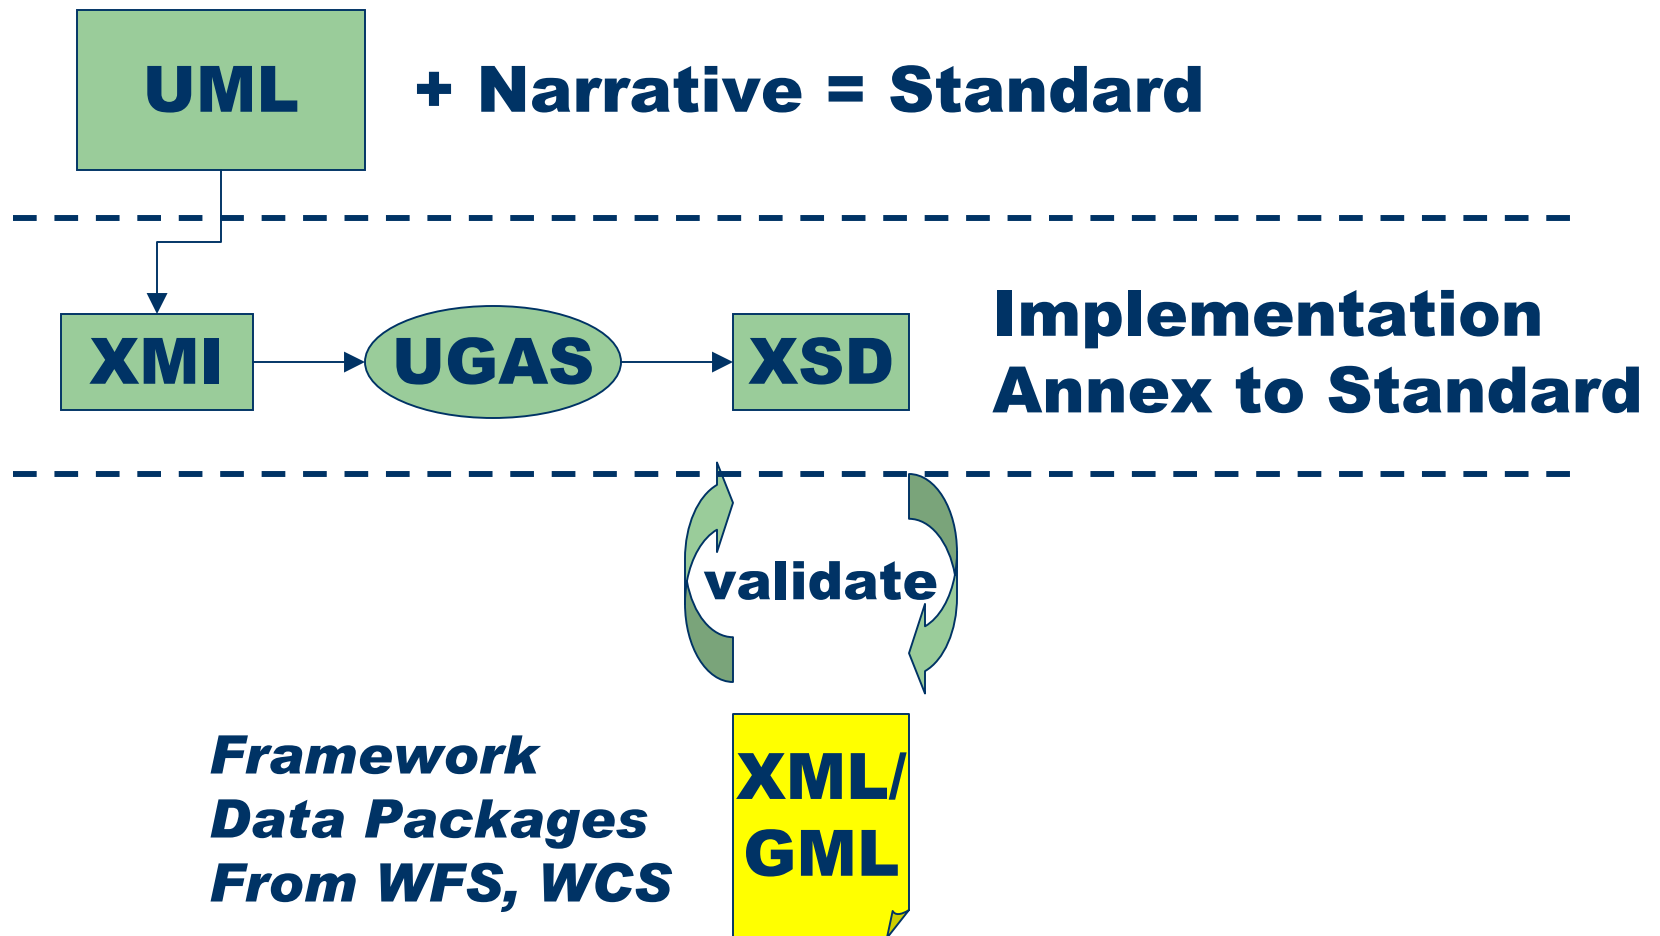 UML + Narrative = Standard
XMI UGAS XSD
Implementation
Annex to Standard
validate
XML/
GML
Framework
Data Packages
From WFS, WCS